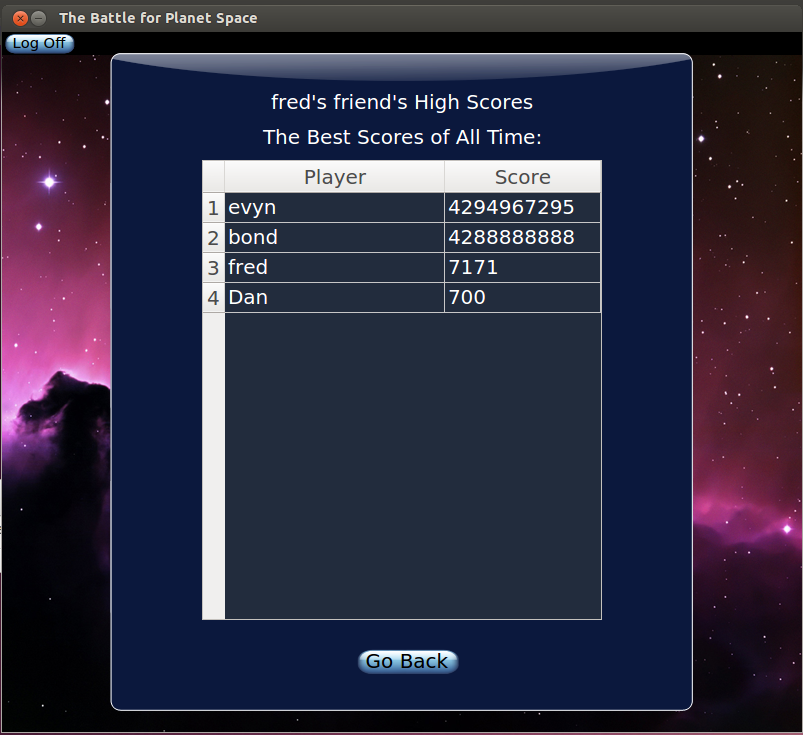 The Battle for Planet Space
Log Off
fred's friend's High Scores
The Best Scores of All Time:
Player Score
1 evyn 4294967295
2 bond 4288888888
3 fred 7171
4 Dan 700
Go Back